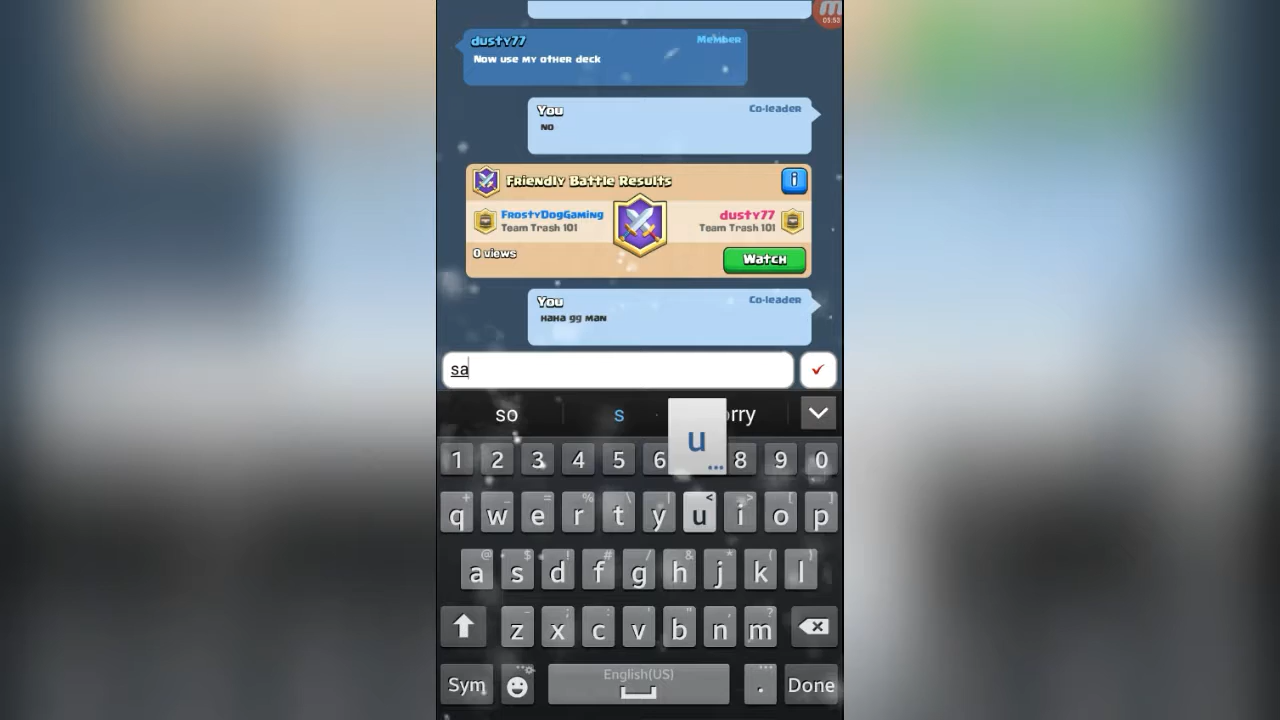 05:50
dusty77 Member
Now use my other deck
You Co-leader
No
Friendly Battle Results i
FrostyDogGaming dusty77
Team Trash 101 Team Trash 101
0 views
Watch
You Co-leader
Haha gg man
sa
so s orry
u
1 2 3 4 5 6 8 9 0
+ _ = % \ | < > [ ]
q w e r t y u i o p
@ $ ! # / & * ( )
a s d f g h j k l
- ; : ' " , ?
z x c v b n m
English(US)
Sym . Done